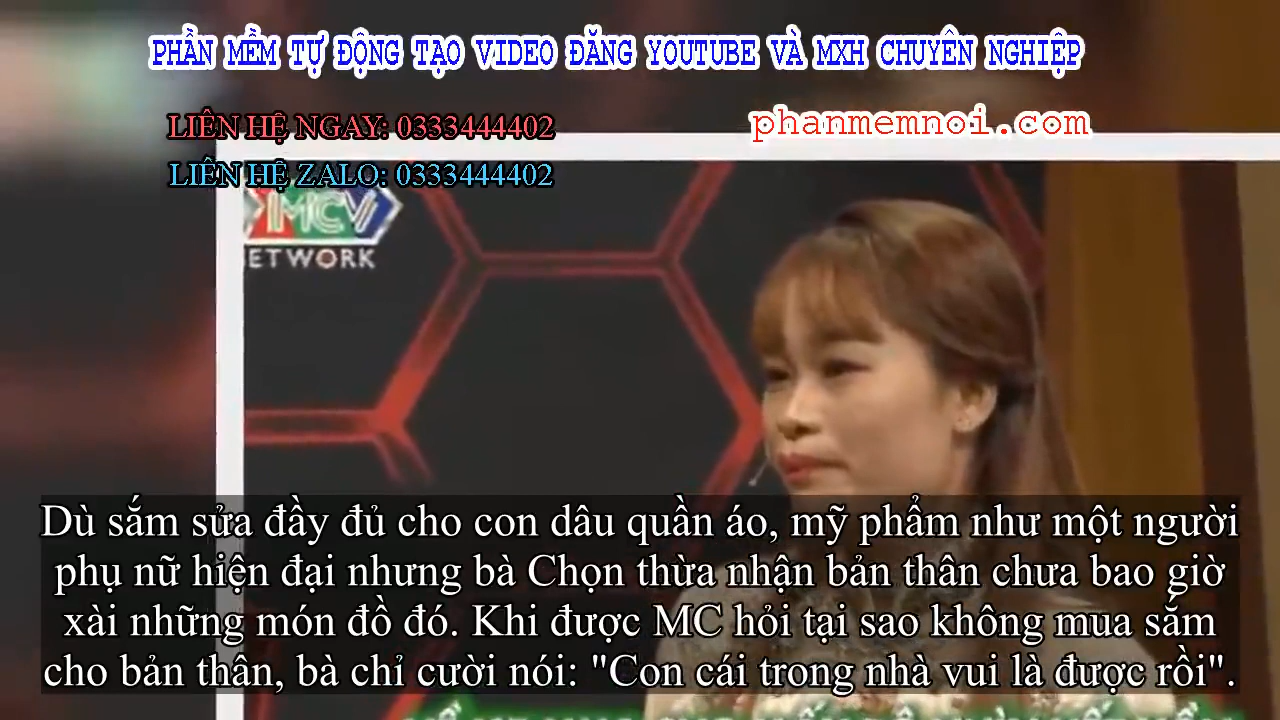 PHẦN MỀM TỰ ĐỘNG TẠO VIDEO ĐĂNG YOUTUBE VÀ MXH CHUYÊN NGHIỆP
LIÊN HỆ NGAY: 0333444402
phanmemnoi.com
LIÊN HỆ ZALO: 0333444402
MCV
ETWORK
Dù sắm sửa đầy đủ cho con dâu quần áo, mỹ phẩm như một người
phụ nữ hiện đại nhưng bà Chọn thừa nhận bản thân chưa bao giờ
xài những món đồ đó. Khi được MC hỏi tại sao không mua sắm
cho bản thân, bà chỉ cười nói: "Con cái trong nhà vui là được rồi".